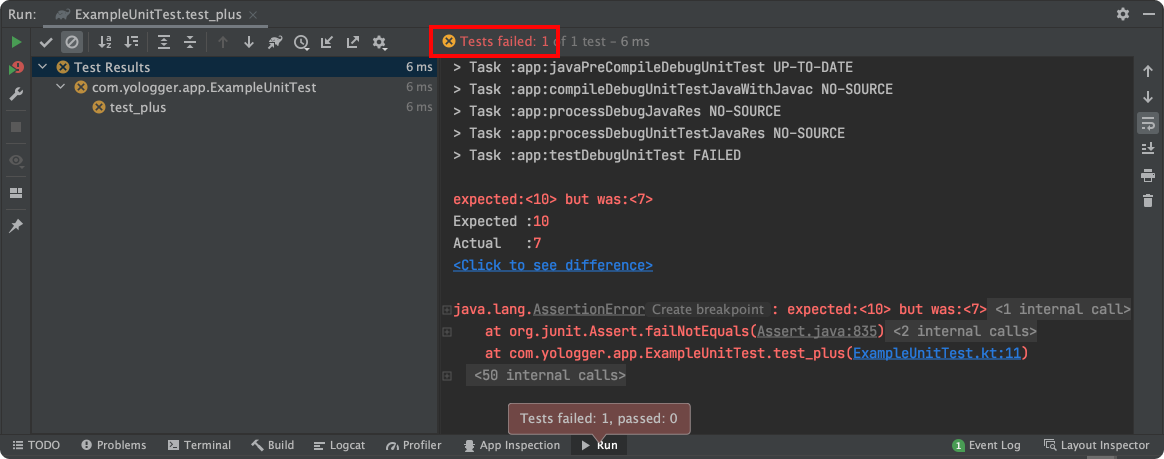 Run: ExampleUnitTest.test_plus
Tests failed: 1 of 1 test – 6 ms
Test Results 6 ms
com.yologger.app.ExampleUnitTest 6 ms
test_plus 6 ms
> Task :app:javaPreCompileDebugUnitTest UP-TO-DATE
> Task :app:compileDebugUnitTestJavaWithJavac NO-SOURCE
> Task :app:processDebugJavaRes NO-SOURCE
> Task :app:processDebugUnitTestJavaRes NO-SOURCE
> Task :app:testDebugUnitTest FAILED
expected:<10> but was:<7>
Expected :10
Actual   :7
<Click to see difference>
java.lang.AssertionError Create breakpoint : expected:<10> but was:<7> <1 internal call>
at org.junit.Assert.failNotEquals(Assert.java:835) <2 internal calls>
at com.yologger.app.ExampleUnitTest.test_plus(ExampleUnitTest.kt:11)
<50 internal calls>
Tests failed: 1, passed: 0
TODO Problems Terminal Build Logcat Profiler App Inspection Run 1 Event Log Layout Inspector